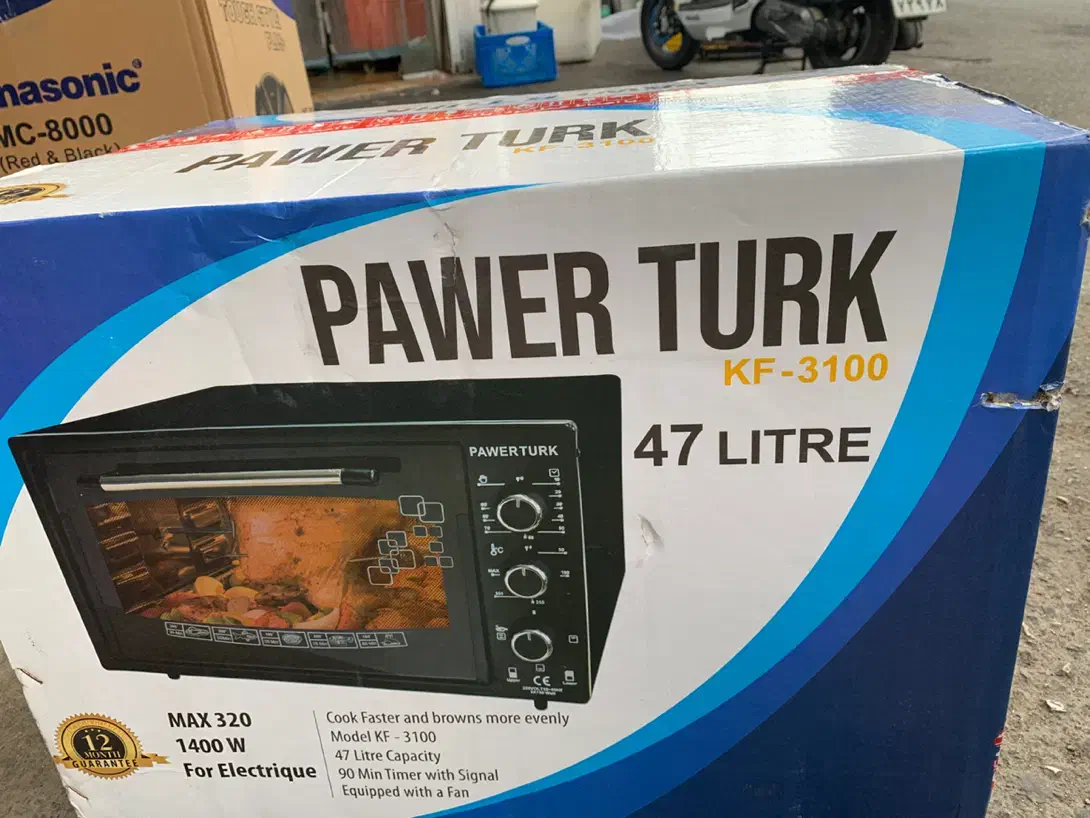 nasonic®
MC-8000
(Red & Black)
PAWER TURK
KF-3100
PAWER TURK
KF-3100
47 LITRE
PAWERTURK
CE
MAX 320
1400 W
For Electrique
Cook Faster and browns more evenly
Model KF - 3100
47 Litre Capacity
90 Min Timer with Signal
Equipped with a Fan
12
MONTH
GUARANTEE